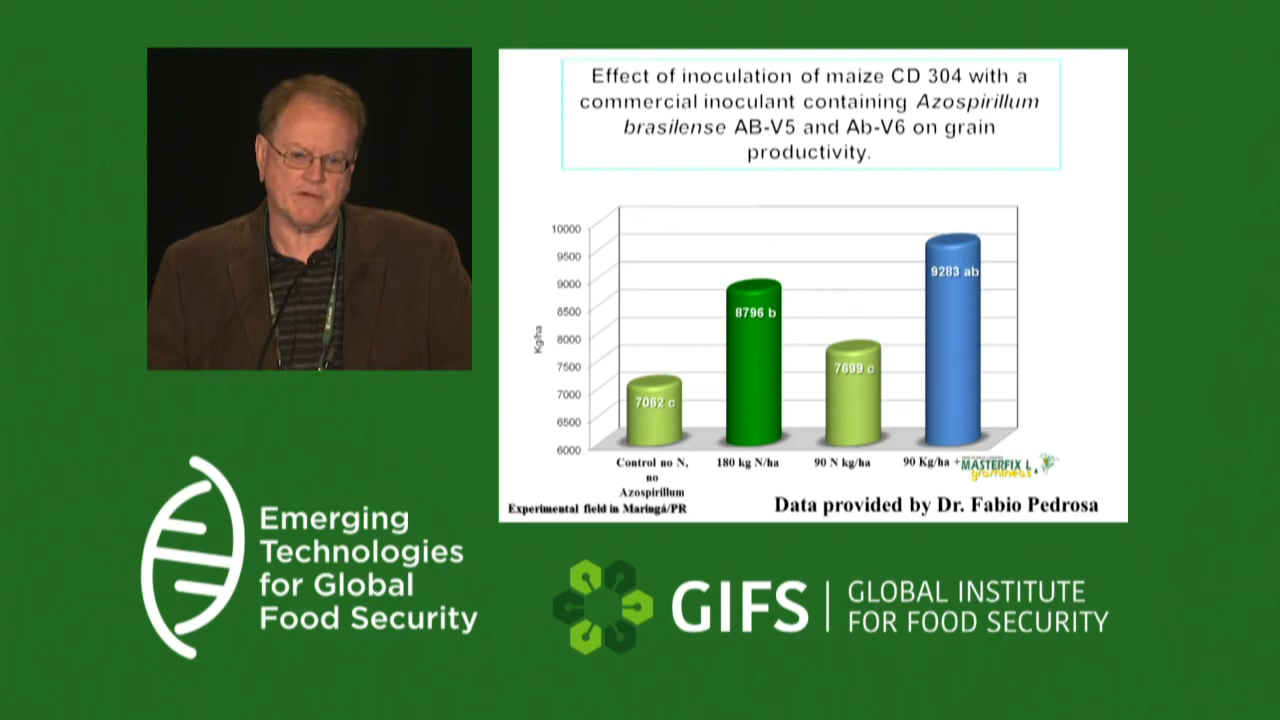 Effect of inoculation of maize CD 304 with a
commercial inoculant containing Azospirillum
brasilense AB-V5 and Ab-V6 on grain
productivity.
10000
9500
9000
8500
8000
7500
7000
6500
6000
Kg/ha
7062 c
8796 b
7699 c
9283 ab
Control no N,
no
Azospirillum
180 kg N/ha
90 N kg/ha
90 Kg/ha +
MASTERFIX L.
gramíneas
Experimental field in Maringá/PR
Data provided by Dr. Fabio Pedrosa
Emerging
Technologies
for Global
Food Security
GIFS
GLOBAL INSTITUTE
FOR FOOD SECURITY